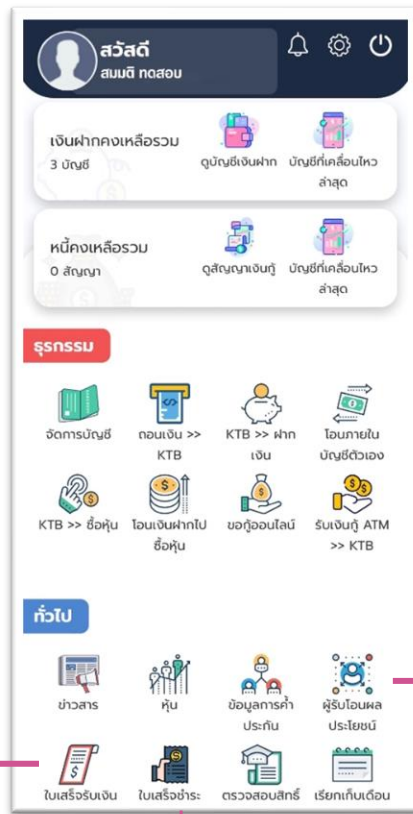 สวัสดี
สมมติ ทดสอบ
เงินฝากคงเหลือรวม
3 บัญชี
ดูบัญชีเงินฝาก
บัญชีที่เคลื่อนไหว
ล่าสุด
หนี้คงเหลือรวม
0 สัญญา
ดูสัญญาเงินกู้
บัญชีที่เคลื่อนไหว
ล่าสุด
ธุรกรรม
จัดการบัญชี
ถอนเงิน >>
KTB
KTB >> ฝาก
เงิน
โอนภายใน
บัญชีตัวเอง
KTB >> ซื้อหุ้น
โอนเงินฝากไป
ซื้อหุ้น
ขอกู้ออนไลน์
รับเงินกู้ ATM
>> KTB
ทั่วไป
ข่าวสาร
หุ้น
ข้อมูลการค้ำ
ประกัน
ผู้รับโอนผล
ประโยชน์
ใบเสร็จรับเงิน
ใบเสร็จชำระ
ตรวจสอบสิทธิ์
เรียกเก็บเดือน